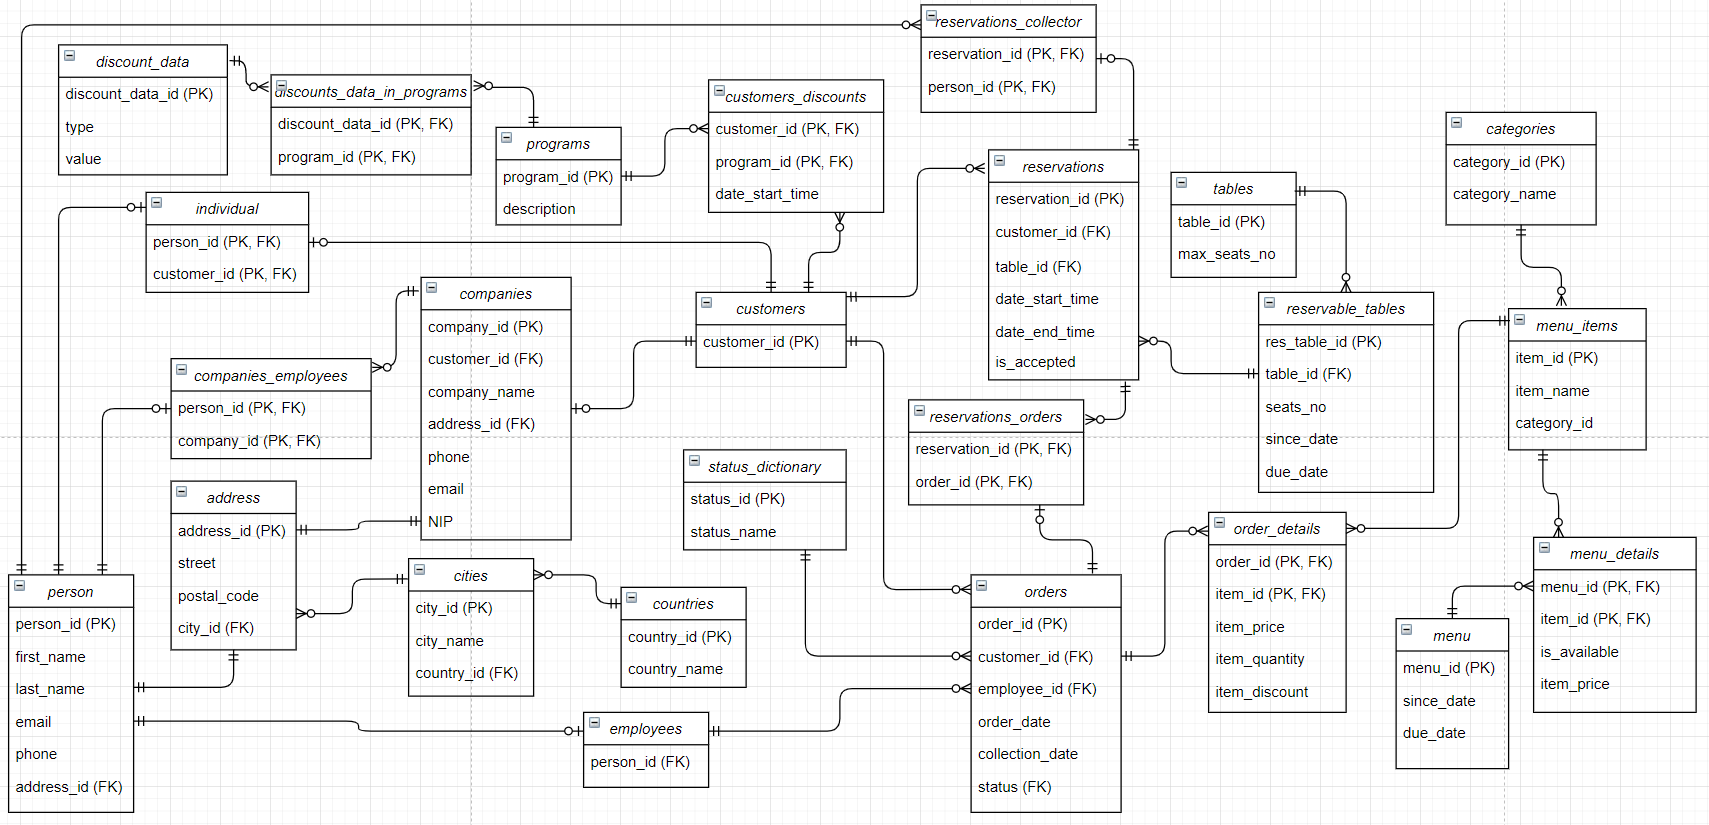 reservations_collector
reservation_id (PK, FK)
person_id (PK, FK)
discount_data
discount_data_id (PK)
type
value
discounts_data_in_programs
discount_data_id (PK, FK)
program_id (PK, FK)
programs
program_id (PK)
description
customers_discounts
customer_id (PK, FK)
program_id (PK, FK)
date_start_time
reservations
reservation_id (PK)
customer_id (FK)
table_id (FK)
date_start_time
date_end_time
is_accepted
tables
table_id (PK)
max_seats_no
categories
category_id (PK)
category_name
individual
person_id (PK, FK)
customer_id (PK, FK)
companies
company_id (PK)
customer_id (FK)
company_name
address_id (FK)
phone
email
NIP
customers
customer_id (PK)
reservable_tables
res_table_id (PK)
table_id (FK)
seats_no
since_date
due_date
menu_items
item_id (PK)
item_name
category_id
companies_employees
person_id (PK, FK)
company_id (PK, FK)
reservations_orders
reservation_id (PK, FK)
order_id (PK, FK)
status_dictionary
status_id (PK)
status_name
address
address_id (PK)
street
postal_code
city_id (FK)
order_details
order_id (PK, FK)
item_id (PK, FK)
item_price
item_quantity
item_discount
menu_details
menu_id (PK, FK)
item_id (PK, FK)
is_available
item_price
cities
city_id (PK)
city_name
country_id (FK)
countries
country_id (PK)
country_name
person
person_id (PK)
first_name
last_name
email
phone
address_id (FK)
orders
order_id (PK)
customer_id (FK)
employee_id (FK)
order_date
collection_date
status (FK)
menu
menu_id (PK)
since_date
due_date
employees
person_id (FK)